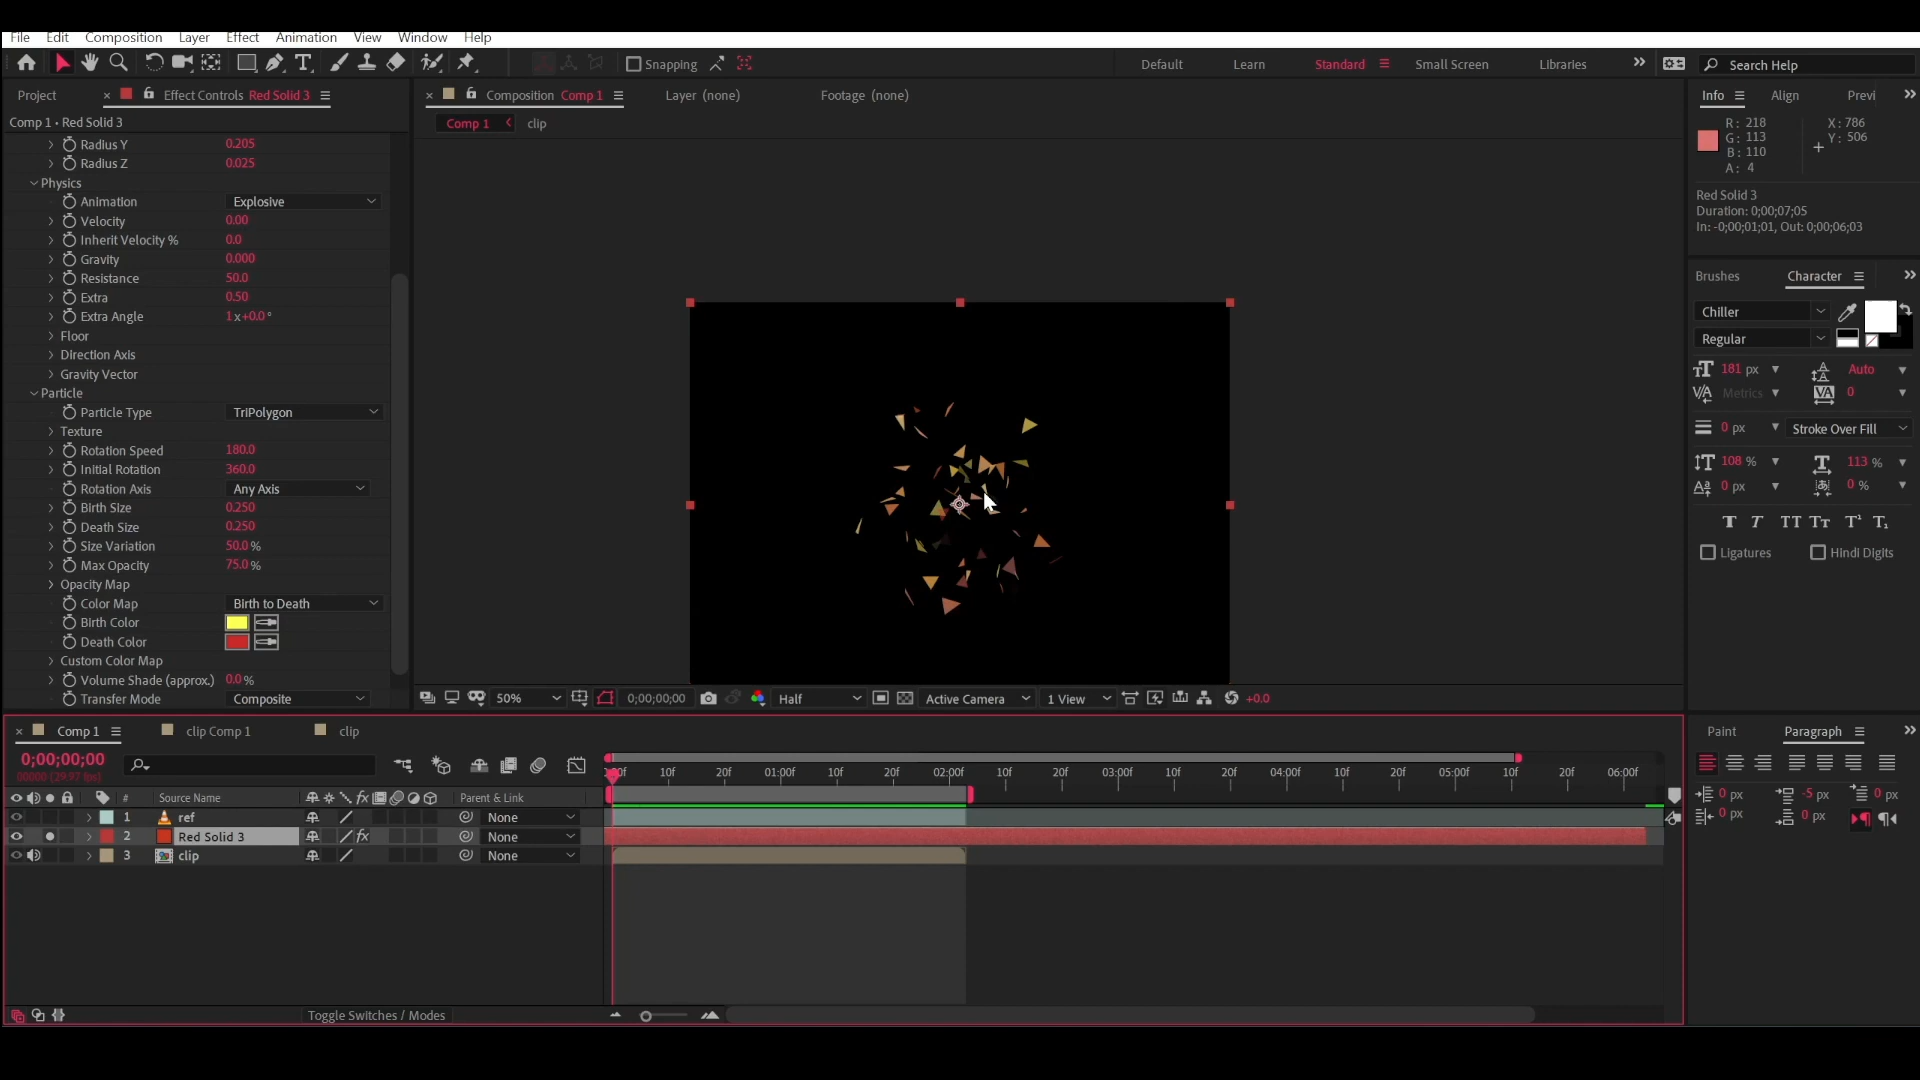 File Edit Composition Layer Effect Animation View Window Help
Snapping
Default Learn Standard Small Screen Libraries
Search Help
Project
Effect Controls Red Solid 3
Composition Comp 1
Layer (none)
Footage (none)
Info Align Previ
Comp 1 • Red Solid 3
Comp 1 clip
R: 218
G: 113
B: 110
A: 4
X: 786
Y: 506
Radius Y 0.205
Radius Z 0.025
Physics
Animation Explosive
Velocity 0.00
Inherit Velocity % 0.0
Gravity 0.000
Resistance 50.0
Extra 0.50
Extra Angle 1x+0.0°
Floor
Direction Axis
Gravity Vector
Particle
Particle Type TriPolygon
Texture
Rotation Speed 180.0
Initial Rotation 360.0
Rotation Axis Any Axis
Birth Size 0.250
Death Size 0.250
Size Variation 50.0%
Max Opacity 75.0%
Opacity Map
Color Map Birth to Death
Birth Color
Death Color
Custom Color Map
Volume Shade (approx.) 0.0%
Transfer Mode Composite
Red Solid 3
Duration: 0;00;07;05
In: -0;00;01;01, Out: 0;00;06;03
Brushes Character
Chiller
Regular
181 px Auto
Metrics 0
0 px Stroke Over Fill
108 % 113 %
0 px 0 %
T T TT Tт T¹ T₁
Ligatures Hindi Digits
50% 0;00;00;00 Half Active Camera 1 View +0.0
Comp 1 clip Comp 1 clip
0;00;00;00
00000 (29.97 fps)
10f 20f 01:00f 10f 20f 02:00f 10f 20f 03:00f 10f 20f 04:00f 10f 20f 05:00f 10f 20f 06:00f
# Source Name Parent & Link
1 ref None
2 Red Solid 3 fx None
3 clip None
Toggle Switches / Modes
Paint Paragraph
0 px -5 px 0 px
0 px 0 px